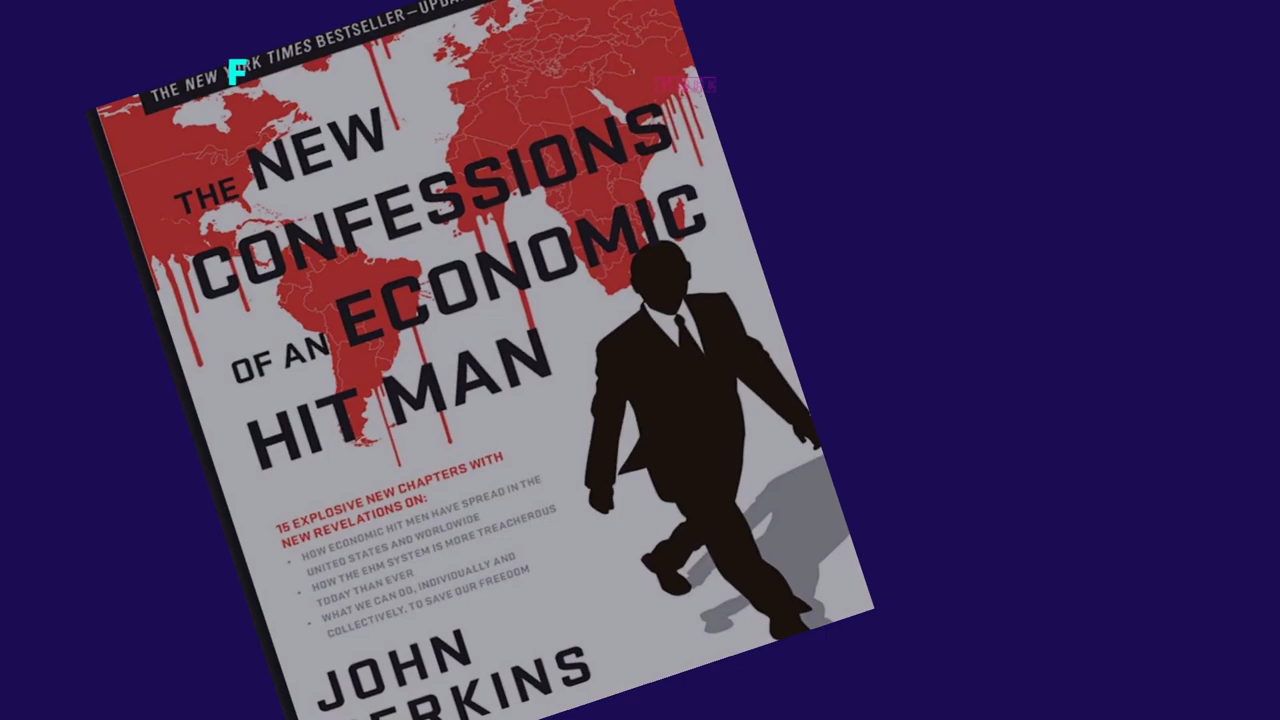 THE NEW YORK TIMES BESTSELLER—UPDA
F
THE NEW
CONFESSIONS
OF AN ECONOMIC
HIT MAN
15 EXPLOSIVE NEW CHAPTERS WITH
NEW REVELATIONS ON:
• HOW ECONOMIC HIT MEN HAVE SPREAD IN THE
UNITED STATES AND WORLDWIDE
• HOW THE EHM SYSTEM IS MORE TREACHEROUS
TODAY THAN EVER
• WHAT WE CAN DO, INDIVIDUALLY AND
COLLECTIVELY, TO SAVE OUR FREEDOM
JOHN
PERKINS